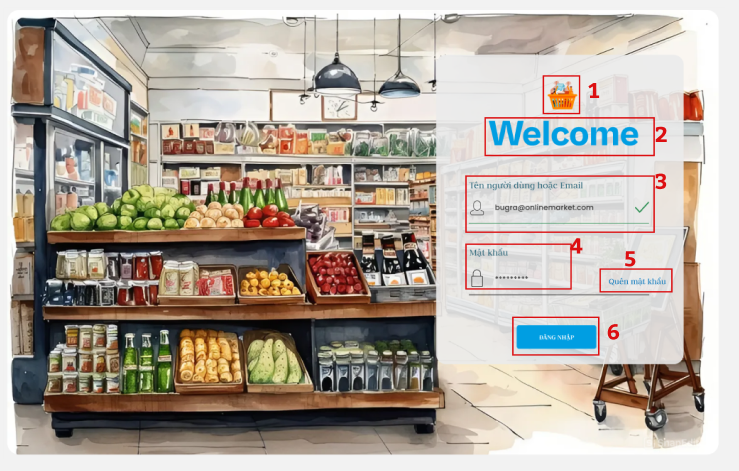 1
Welcome
2
Tên người dùng hoặc Email
3
bugra@onlinemarket.com
Mật khẩu
4
5
•••••••••
Quên mật khẩu
ĐĂNG NHẬP
6